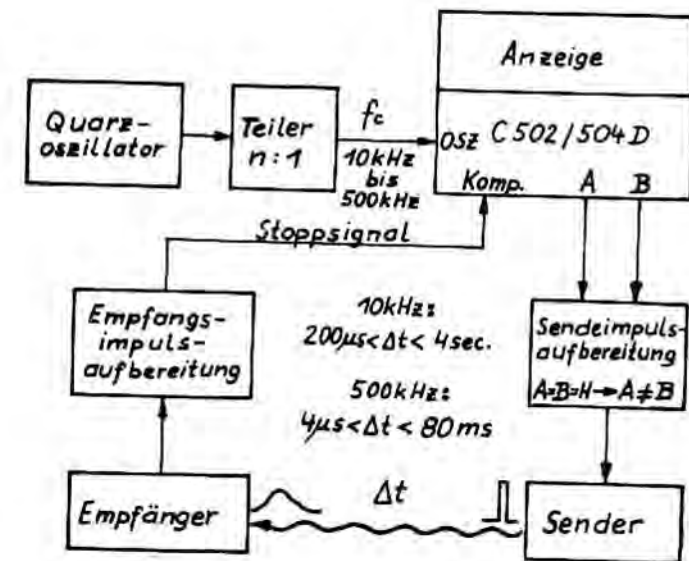 Anzeige
Quarz-
oszillator
Teiler
n:1
fc
10kHz
bis
500kHz
OSZ C502/504D
Komp. A B
Stoppsignal
Empfangs-
impuls-
aufbereitung
10kHz:
200µs<Δt< 4sec.
500kHz:
4µs<Δt< 80ms
Sendeimpuls-
aufbereitung
A=B=H→A≠B
Empfänger
Δt
Sender